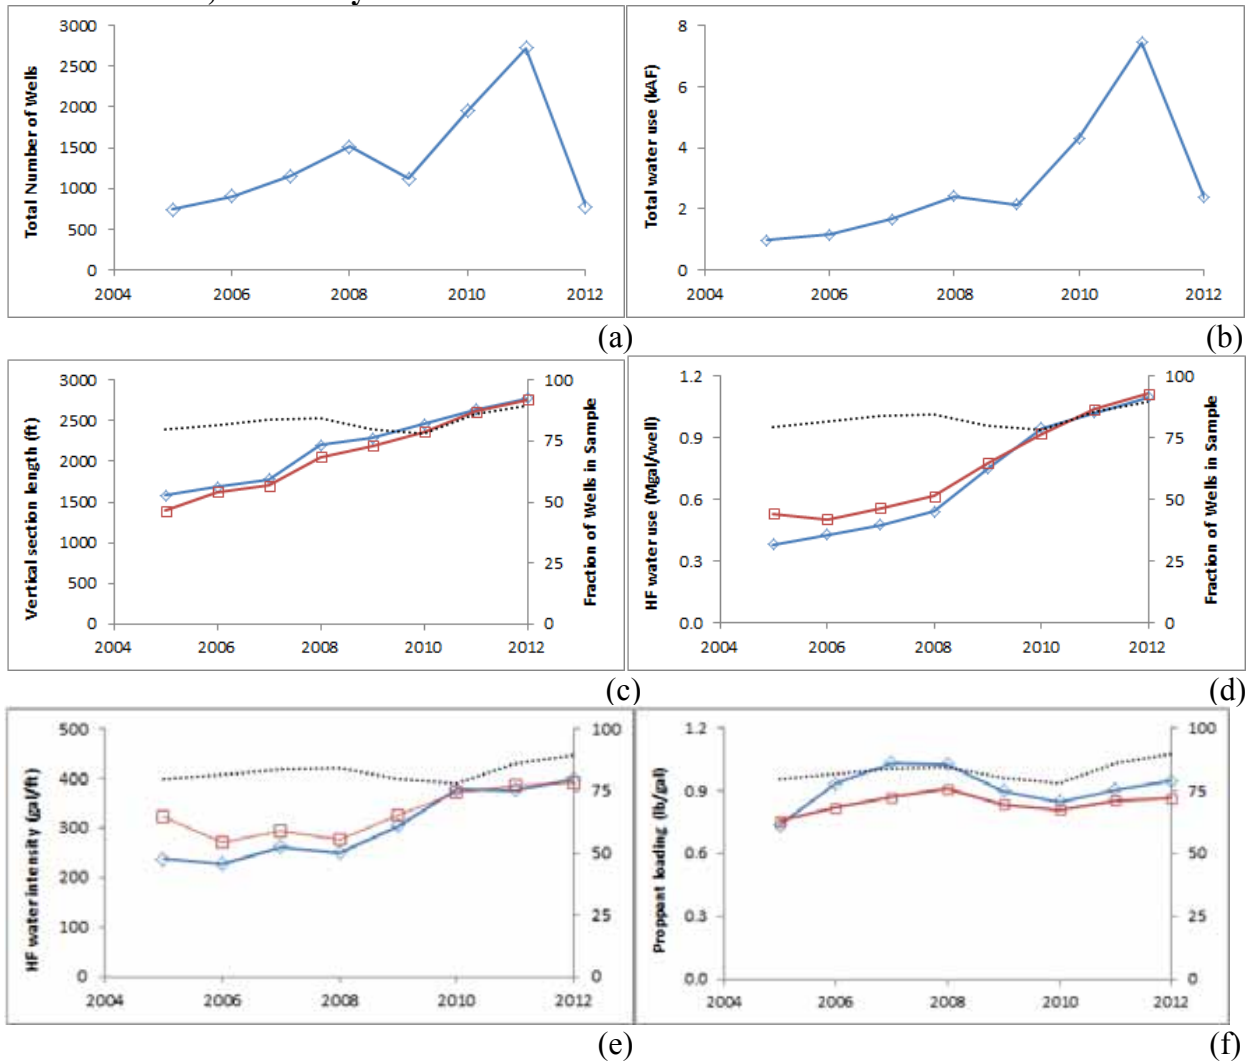 3000
2500
2000
1500
1000
500
0
Total Number of Wells
2004 2006 2008 2010 2012
8
6
4
2
0
Total water use (kAF)
2004 2006 2008 2010 2012
(a)
(b)
3000
2500
2000
1500
1000
500
0
Vertical section length (ft)
100
75
50
25
0
Fraction of Wells in Sample
2004 2006 2008 2010 2012
1.2
0.9
0.6
0.3
0.0
HF water use (Mgal/well)
100
75
50
25
0
Fraction of Wells in Sample
2004 2006 2008 2010 2012
(c)
(d)
500
400
300
200
100
0
HF water intensity (gal/ft)
100
75
50
25
0
2004 2006 2008 2010 2012
1.2
0.9
0.6
0.3
0.0
Proppant loading (lb/gal)
100
75
50
25
0
2004 2006 2008 2010 2012
(e)
(f)